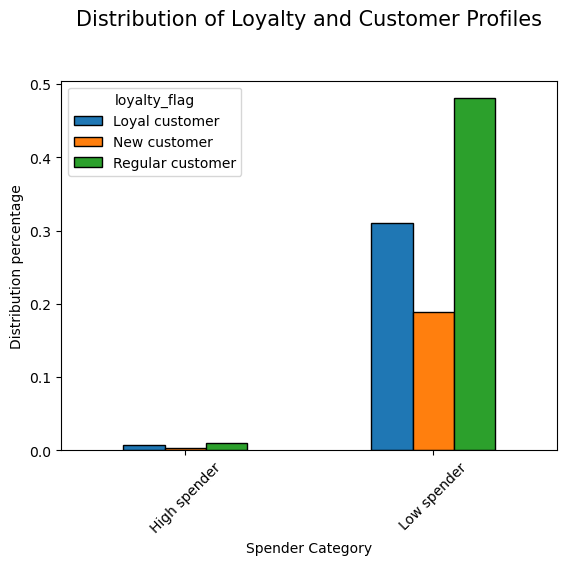 Distribution of Loyalty and Customer Profiles
0.5
0.4
0.3
0.2
0.1
0.0
Distribution percentage
loyalty_flag
Loyal customer
New customer
Regular customer
High spender
Low spender
Spender Category